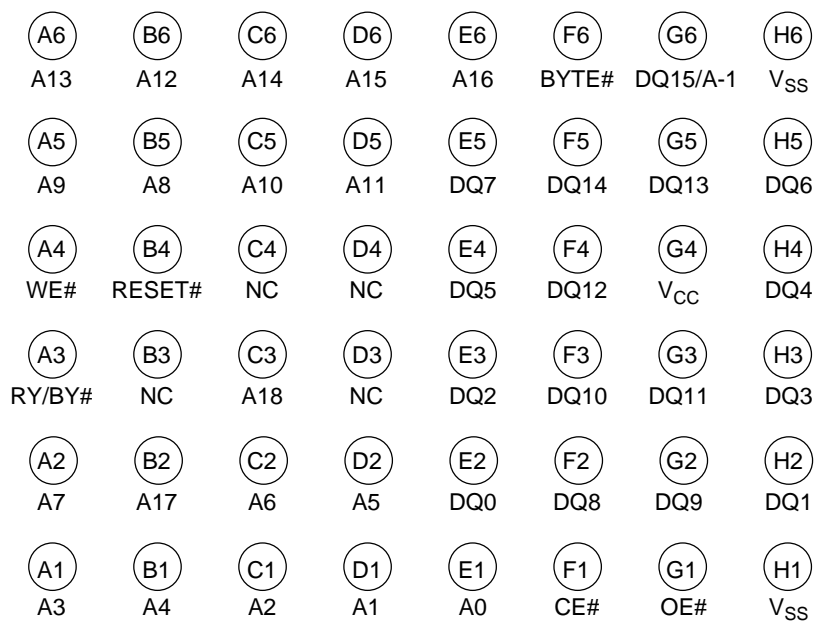 A6 B6 C6 D6 E6 F6 G6 H6
A13 A12 A14 A15 A16 BYTE# DQ15/A-1 VSS
A5 B5 C5 D5 E5 F5 G5 H5
A9 A8 A10 A11 DQ7 DQ14 DQ13 DQ6
A4 B4 C4 D4 E4 F4 G4 H4
WE# RESET# NC NC DQ5 DQ12 VCC DQ4
A3 B3 C3 D3 E3 F3 G3 H3
RY/BY# NC A18 NC DQ2 DQ10 DQ11 DQ3
A2 B2 C2 D2 E2 F2 G2 H2
A7 A17 A6 A5 DQ0 DQ8 DQ9 DQ1
A1 B1 C1 D1 E1 F1 G1 H1
A3 A4 A2 A1 A0 CE# OE# VSS